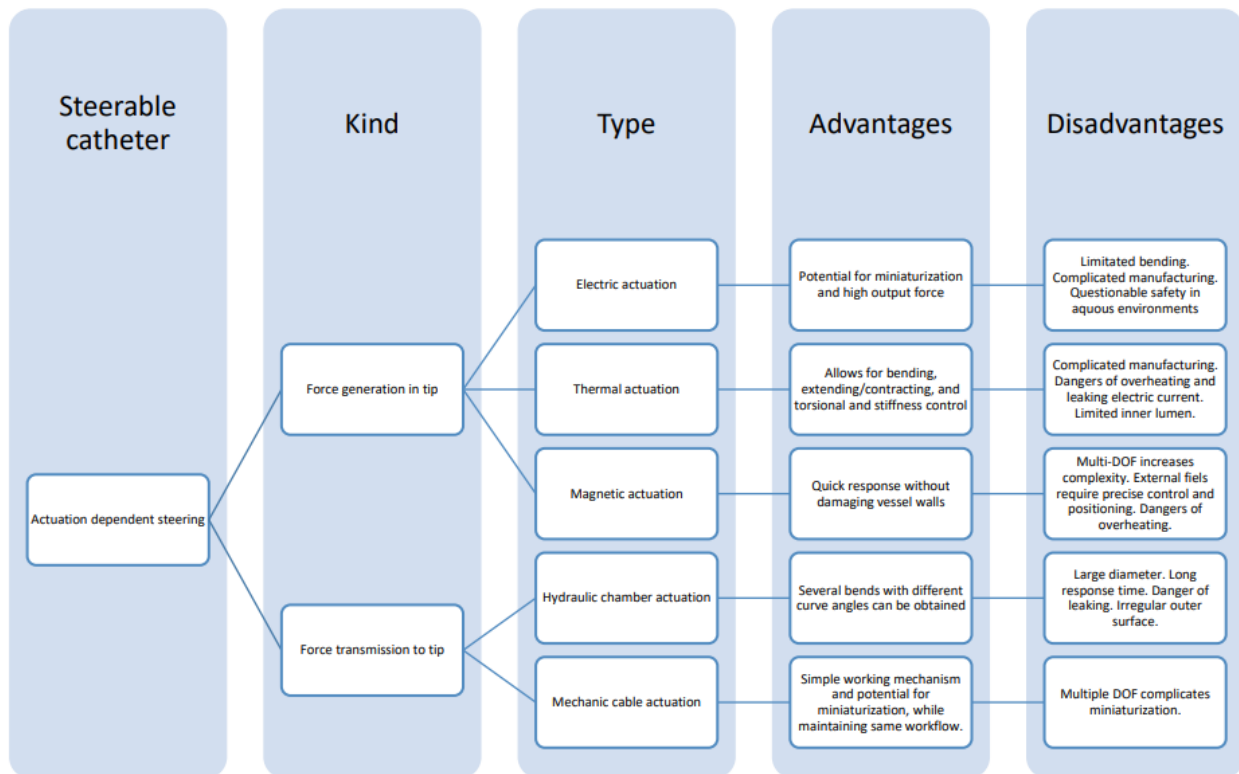 Steerable
catheter
Kind
Type
Advantages
Disadvantages
Actuation dependent steering
Force generation in tip
Force transmission to tip
Electric actuation
Potential for miniaturization
and high output force
Limitated bending.
Complicated manufacturing.
Questionable safety in
aquous environments
Thermal actuation
Allows for bending,
extending/contracting, and
torsional and stiffness control
Complicated manufacturing.
Dangers of overheating and
leaking electric current.
Limited inner lumen.
Magnetic actuation
Quick response without
damaging vessel walls
Multi-DOF increases
complexity. External fiels
require precise control and
positioning. Dangers of
overheating.
Hydraulic chamber actuation
Several bends with different
curve angles can be obtained
Large diameter. Long
response time. Danger of
leaking. Irregular outer
surface.
Mechanic cable actuation
Simple working mechanism
and potential for
miniaturization, while
maintaining same workflow.
Multiple DOF complicates
miniaturization.